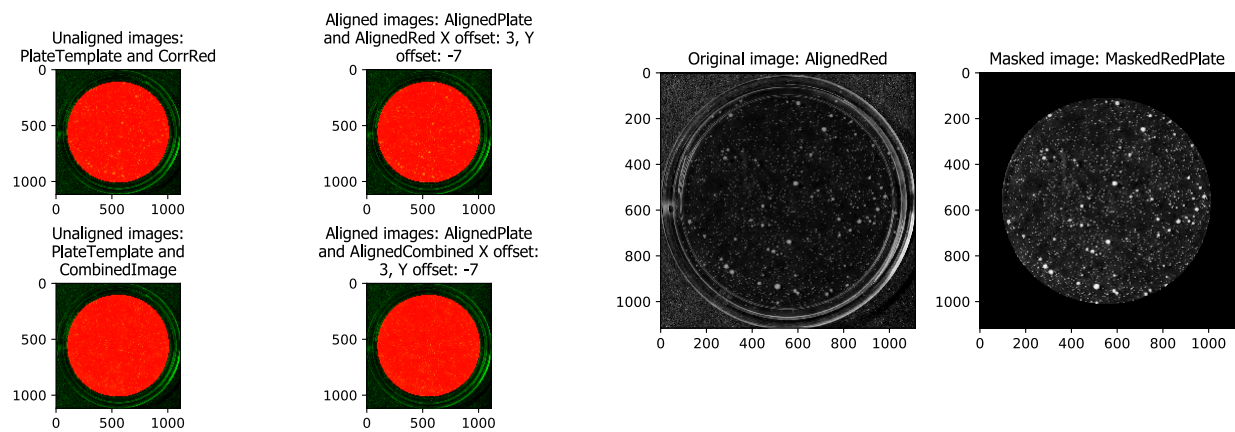 Unaligned images:
PlateTemplate and CorrRed
0
500
1000
0 500 1000
Aligned images: AlignedPlate
and AlignedRed X offset: 3, Y
offset: -7
0
500
1000
0 500 1000
Unaligned images:
PlateTemplate and
CombinedImage
0
500
1000
0 500 1000
Aligned images: AlignedPlate
and AlignedCombined X offset:
3, Y offset: -7
0
500
1000
0 500 1000
Original image: AlignedRed
0
200
400
600
800
1000
0 200 400 600 800 1000
Masked image: MaskedRedPlate
0
200
400
600
800
1000
0 200 400 600 800 1000